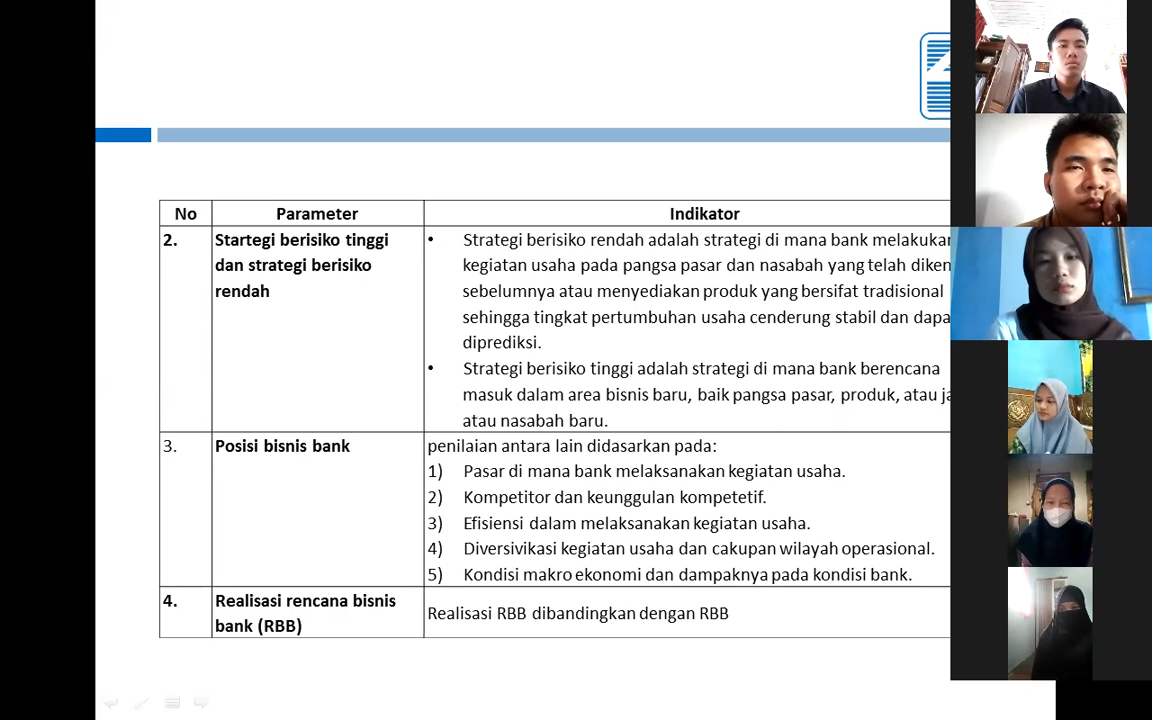 No Parameter Indikator
2. Startegi berisiko tinggi
dan strategi berisiko
rendah
• Strategi berisiko rendah adalah strategi di mana bank melakukan
kegiatan usaha pada pangsa pasar dan nasabah yang telah
sebelumnya atau menyediakan produk yang bersifat tradisional
sehingga tingkat pertumbuhan usaha cenderung stabil dan
diprediksi.
• Strategi berisiko tinggi adalah strategi di mana bank berencana
masuk dalam area bisnis baru, baik pangsa pasar, produk, atau
atau nasabah baru.
3. Posisi bisnis bank
penilaian antara lain didasarkan pada:
1) Pasar di mana bank melaksanakan kegiatan usaha.
2) Kompetitor dan keunggulan kompetetif.
3) Efisiensi dalam melaksanakan kegiatan usaha.
4) Diversivikasi kegiatan usaha dan cakupan wilayah operasional.
5) Kondisi makro ekonomi dan dampaknya pada kondisi bank.
4. Realisasi rencana bisnis
bank (RBB)
Realisasi RBB dibandingkan dengan RBB